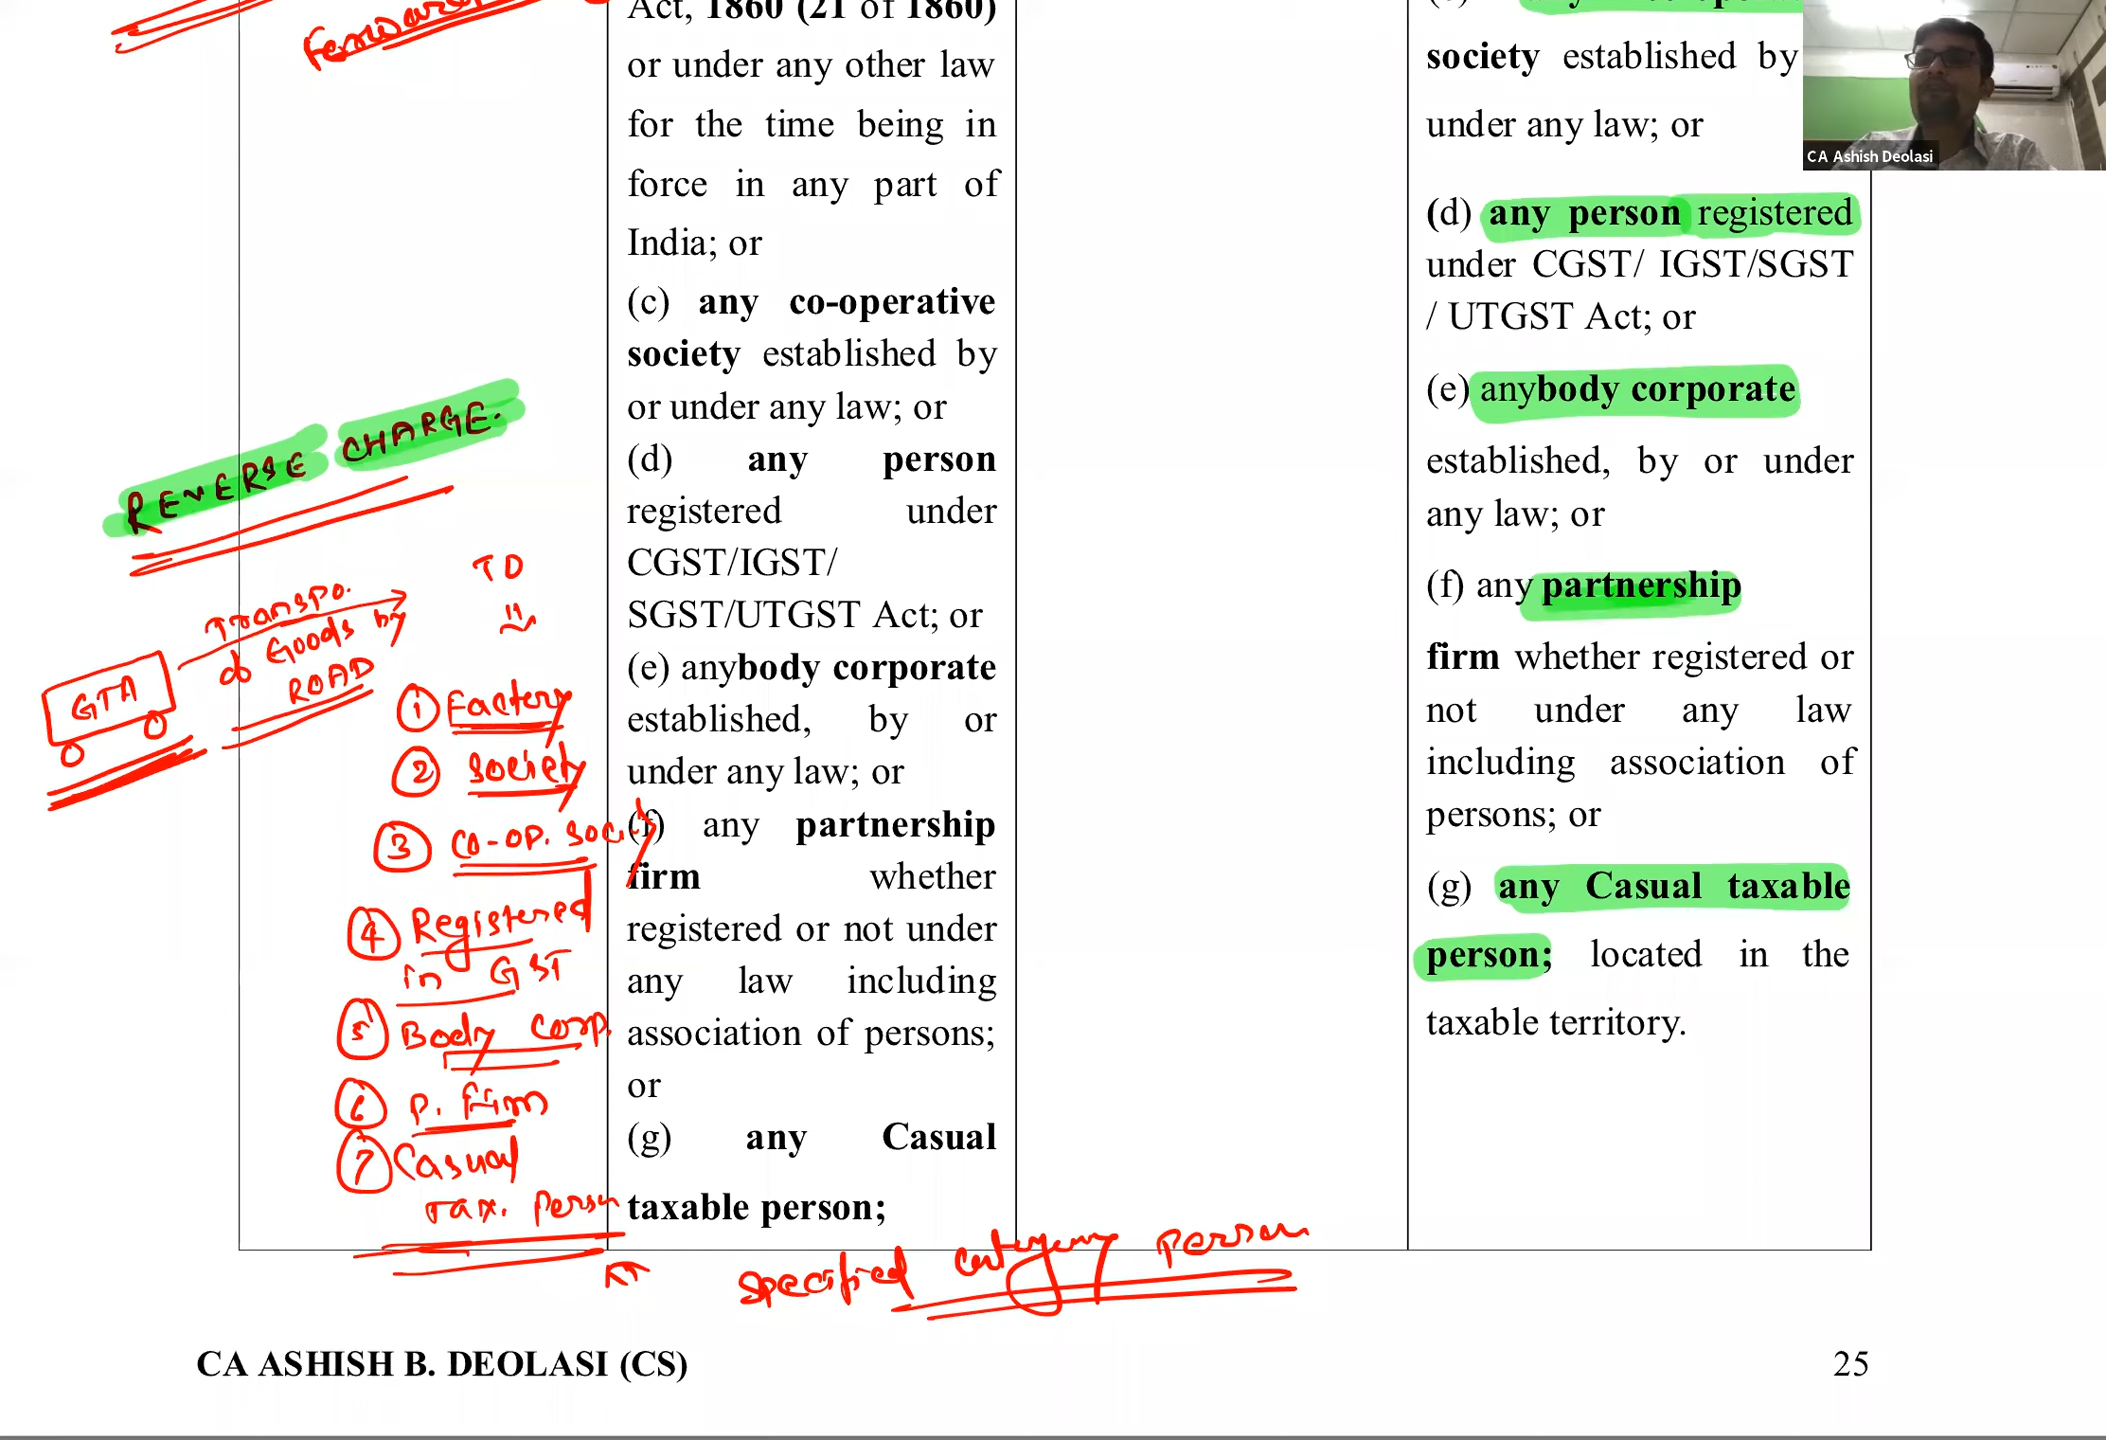 Forward
REVERSE CHARGE.
TD
Transpo.
of Goods by
ROAD
GTA
① Factory
② Society
③ CO-OP. Soci.
④ Registered
in GST
⑤ Body Corp.
⑥ P. Firm
⑦ Casual
Tax. Person
Act, 1860 (21 of 1860)
or under any other law
for the time being in
force in any part of
India; or
(c) any co-operative
society established by
or under any law; or
(d) any person
registered under
CGST/IGST/
SGST/UTGST Act; or
(e) anybody corporate
established, by or
under any law; or
(f) any partnership
firm whether
registered or not under
any law including
association of persons;
or
(g) any Casual
taxable person;
society established by
under any law; or
(d) any person registered
under CGST/ IGST/SGST
/ UTGST Act; or
(e) anybody corporate
established, by or under
any law; or
(f) any partnership
firm whether registered or
not under any law
including association of
persons; or
(g) any Casual taxable
person; located in the
taxable territory.
CA Ashish Deolasi
Specified category person
CA ASHISH B. DEOLASI (CS)
25